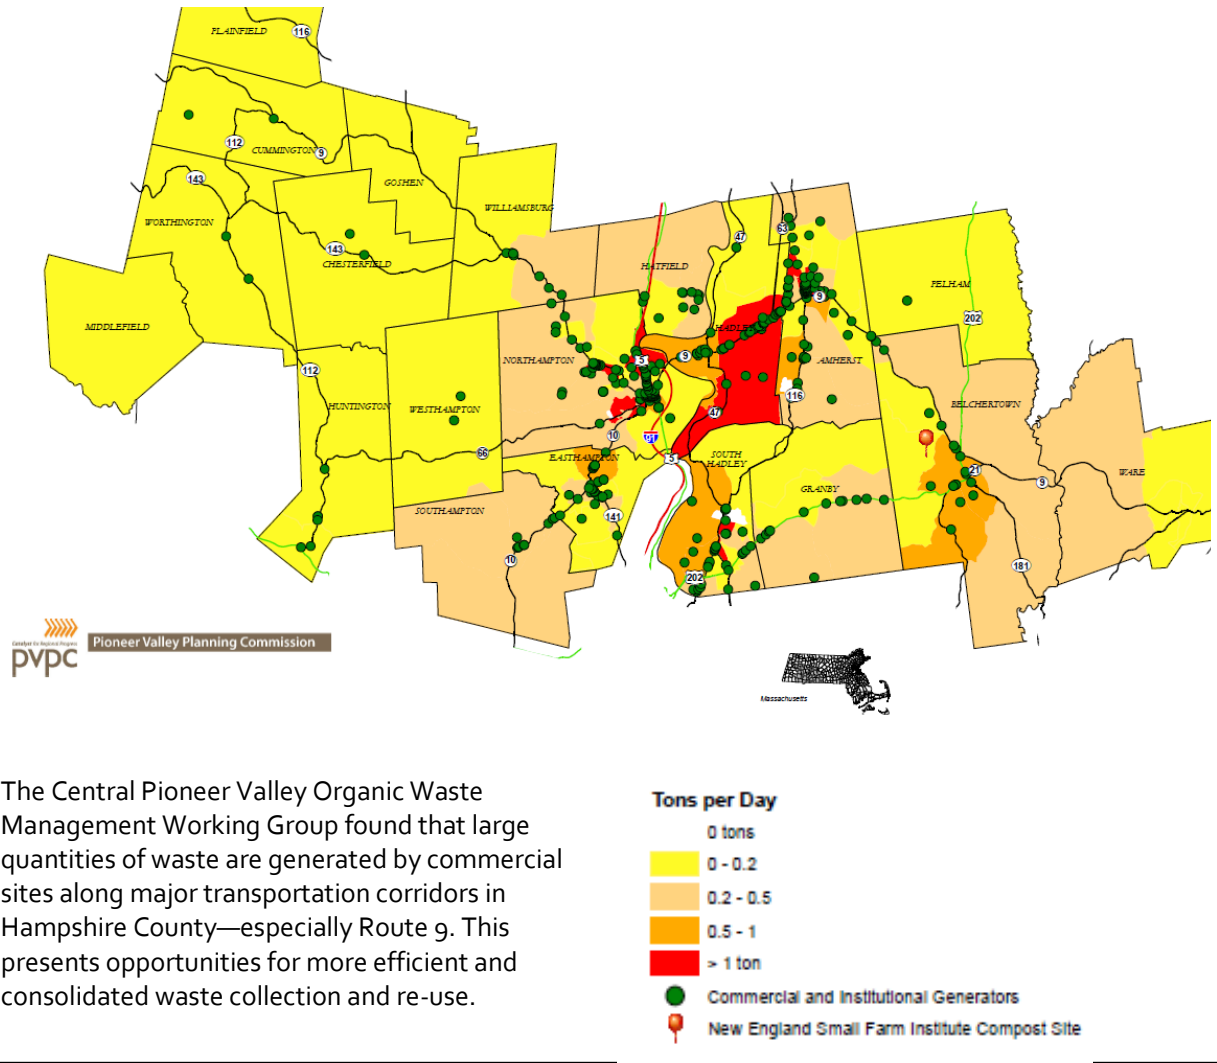 PLAINFIELD
116
112
CUMMINGTON
9
143
GOSHEN
WORTHINGTON
WILLIAMSBURG
47
63
143
CHESTERFIELD
HATFIELD
PELHAM
9
202
MIDDLEFIELD
HADLEY
NORTHAMPTON
5
9
AMHERST
112
116
HUNTINGTON
WESTHAMPTON
47
BELCHERTOWN
10
91
66
EASTHAMPTON
5
SOUTH
HADLEY
21
9
WARE
GRANBY
SOUTHAMPTON
141
10
202
181
Catalyst for Regional Progress
pvpc
Pioneer Valley Planning Commission
Massachusetts
The Central Pioneer Valley Organic Waste
Management Working Group found that large
quantities of waste are generated by commercial
sites along major transportation corridors in
Hampshire County—especially Route 9. This
presents opportunities for more efficient and
consolidated waste collection and re-use.
Tons per Day
0 tons
0 - 0.2
0.2 - 0.5
0.5 - 1
> 1 ton
Commercial and Institutional Generators
New England Small Farm Institute Compost Site